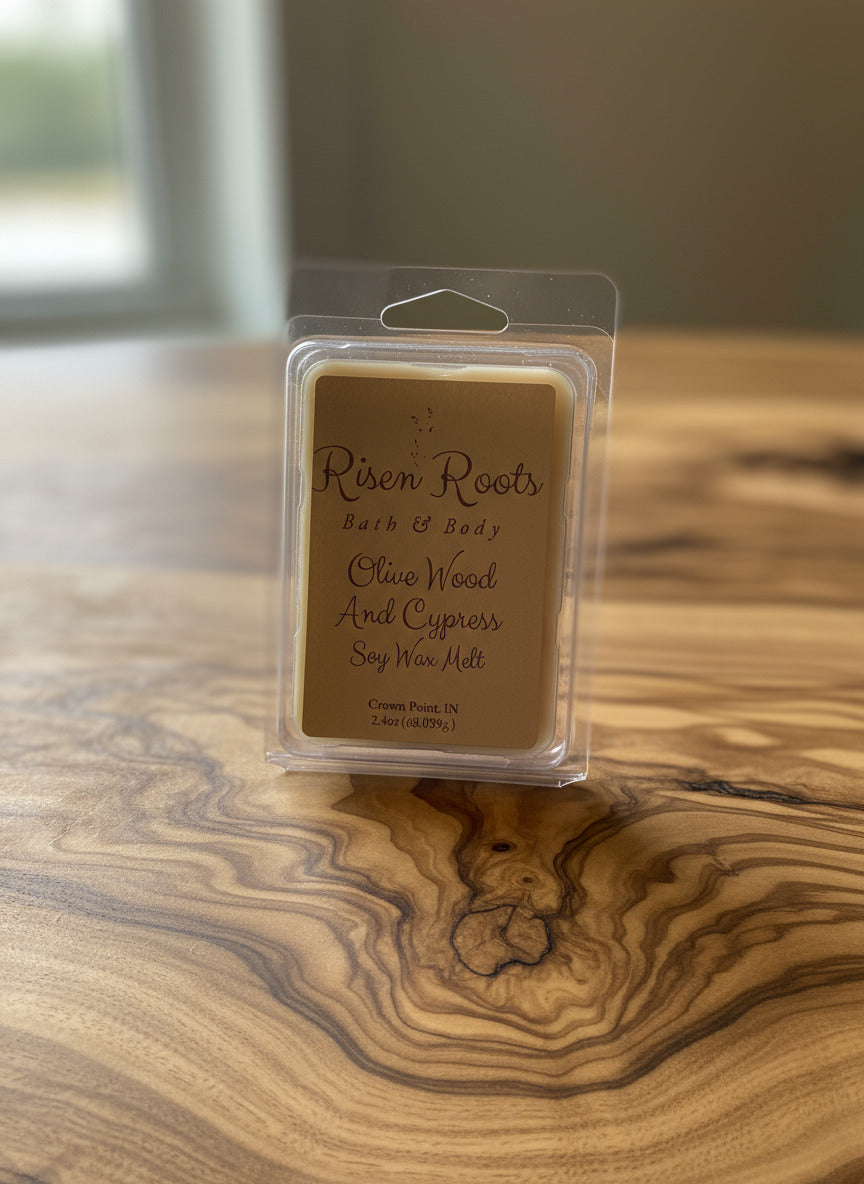 Risen Roots
Bath & Body
Olive Wood
And Cypress
Soy Wax Melt
Crown Point, IN
2.4oz (68.039g)